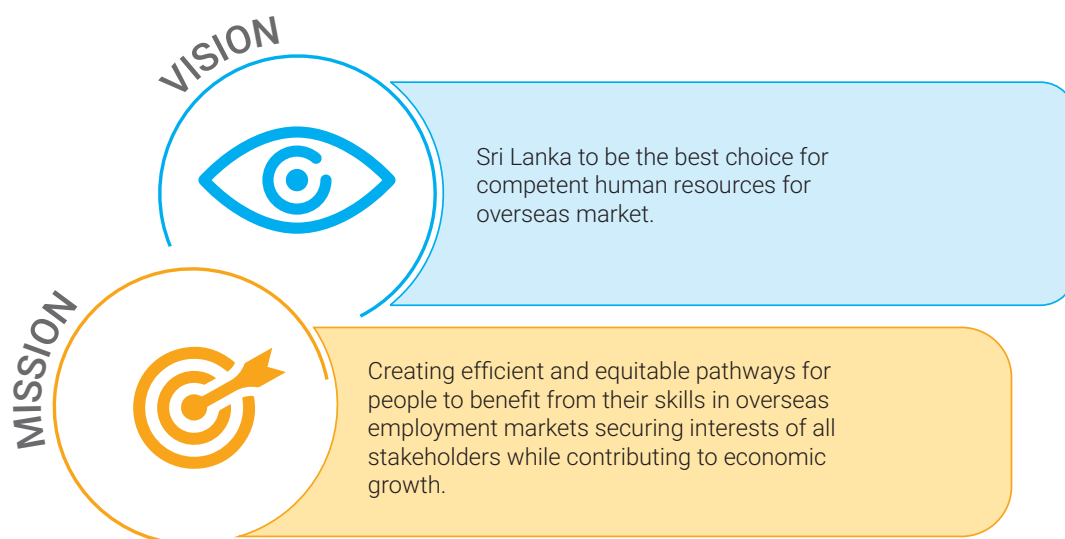 VISION
Sri Lanka to be the best choice for
competent human resources for
overseas market.
MISSION
Creating efficient and equitable pathways for
people to benefit from their skills in overseas
employment markets securing interests of all
stakeholders while contributing to economic
growth.